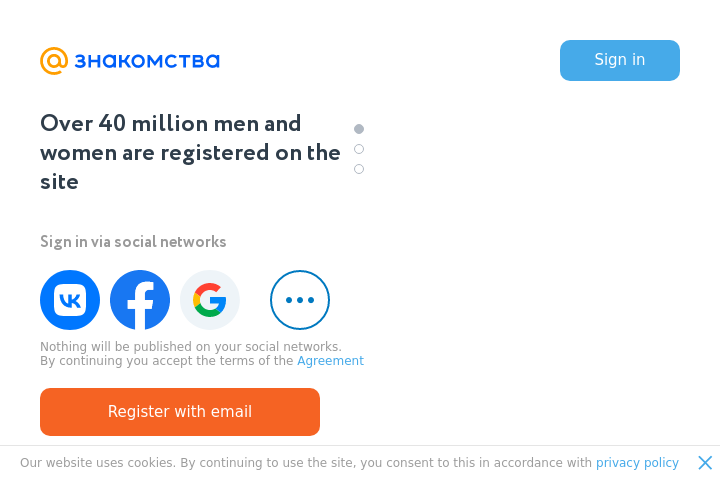 @ знакомства
Sign in
Over 40 million men and
women are registered on the
site
Sign in via social networks
Nothing will be published on your social networks.
By continuing you accept the terms of the Agreement
Register with email
Our website uses cookies. By continuing to use the site, you consent to this in accordance with privacy policy